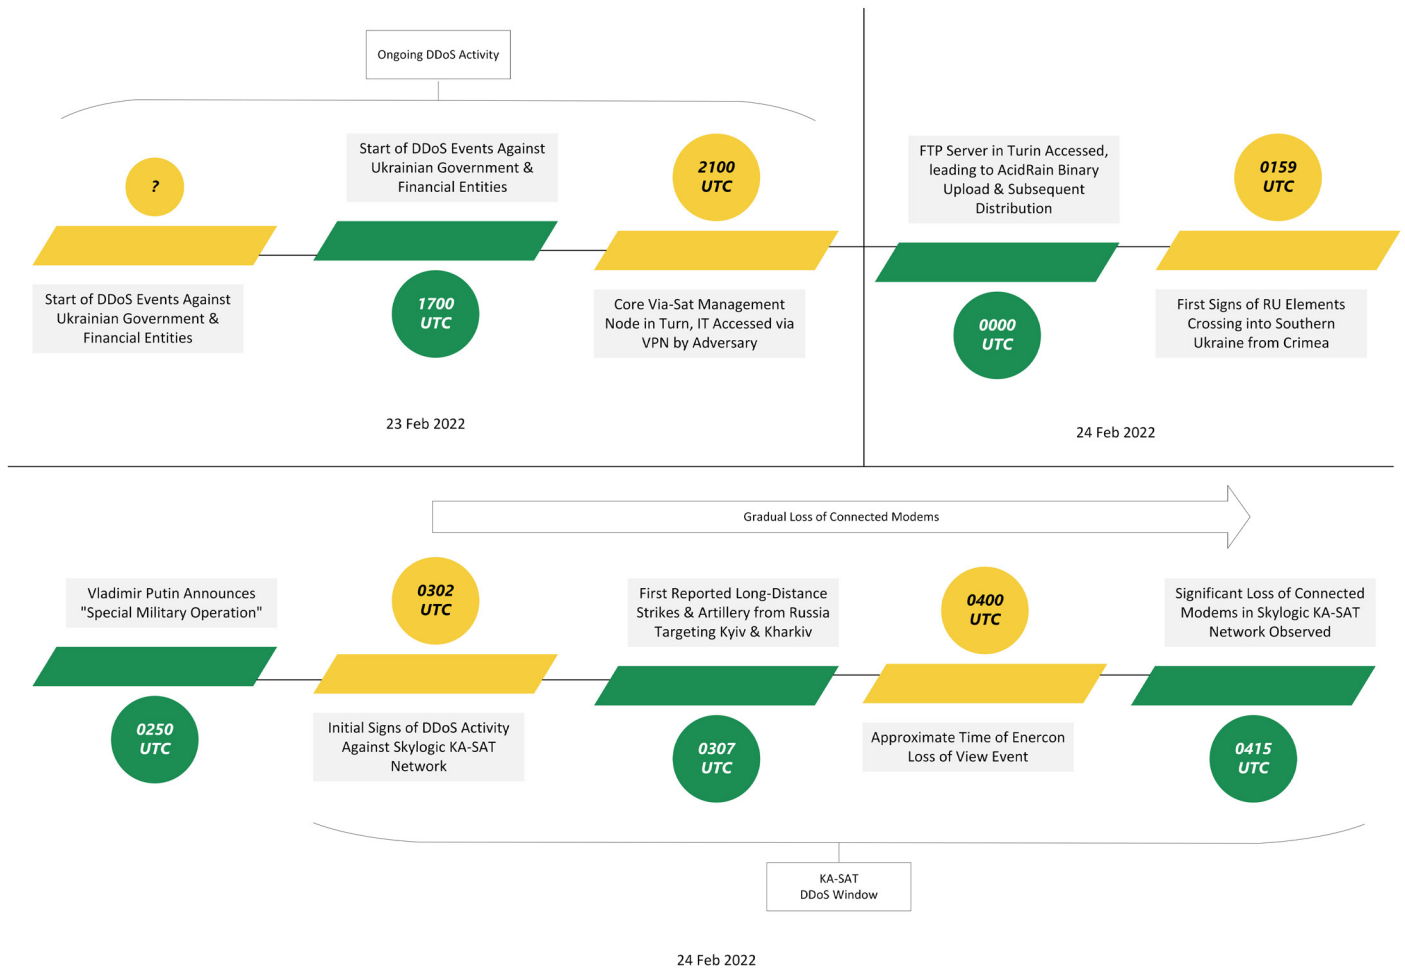 Ongoing DDoS Activity
?
Start of DDoS Events Against
Ukrainian Government &
Financial Entities
Start of DDoS Events Against
Ukrainian Government &
Financial Entities
1700
UTC
2100
UTC
Core Via-Sat Management
Node in Turn, IT Accessed via
VPN by Adversary
23 Feb 2022
FTP Server in Turin Accessed,
leading to AcidRain Binary
Upload & Subsequent
Distribution
0000
UTC
0159
UTC
First Signs of RU Elements
Crossing into Southern
Ukraine from Crimea
24 Feb 2022
Gradual Loss of Connected Modems
Vladimir Putin Announces
"Special Military Operation"
0250
UTC
0302
UTC
Initial Signs of DDoS Activity
Against Skylogic KA-SAT
Network
First Reported Long-Distance
Strikes & Artillery from Russia
Targeting Kyiv & Kharkiv
0307
UTC
0400
UTC
Approximate Time of Enercon
Loss of View Event
Significant Loss of Connected
Modems in Skylogic KA-SAT
Network Observed
0415
UTC
KA-SAT
DDoS Window
24 Feb 2022